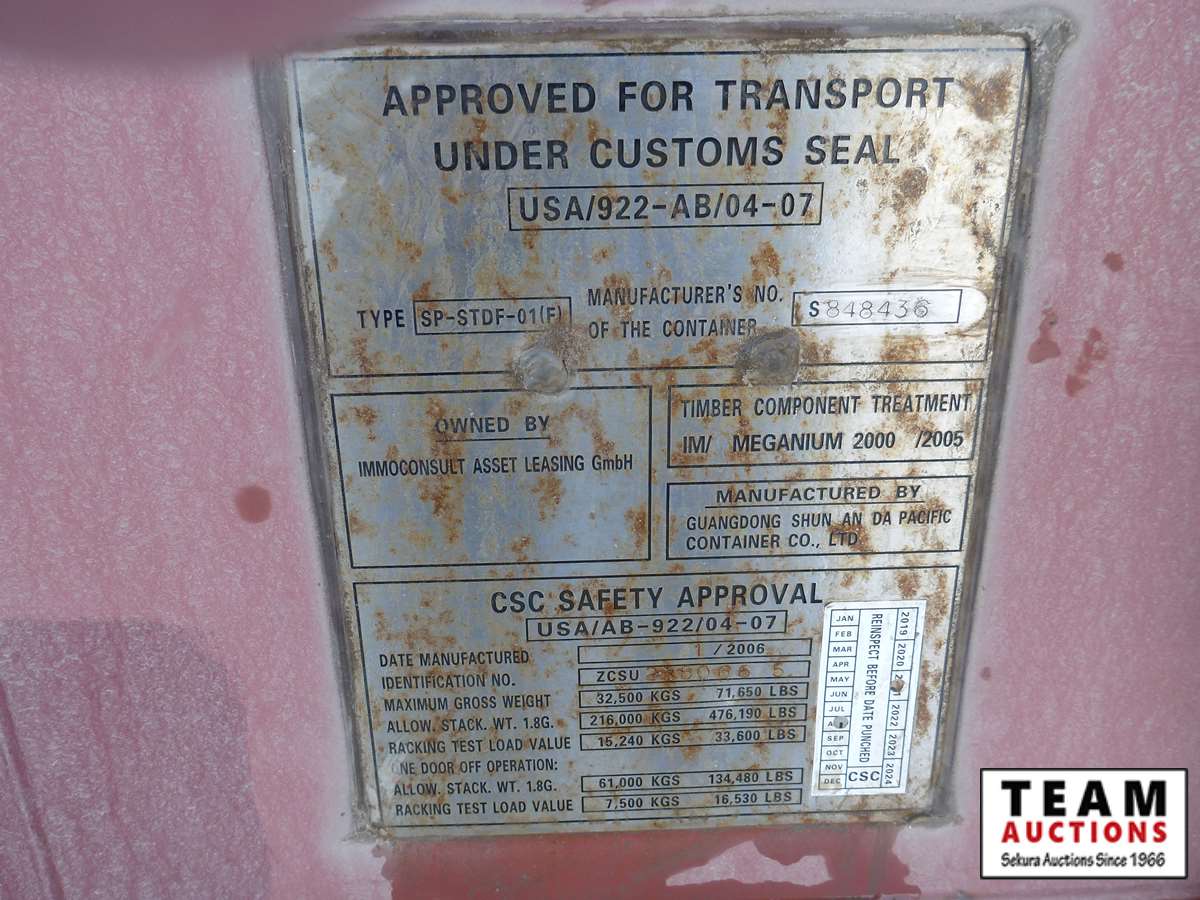 APPROVED FOR TRANSPORT
UNDER CUSTOMS SEAL
USA/922-AB/04-07
TYPE SP-STDF-01(F)
MANUFACTURER'S NO.
OF THE CONTAINER
S848436
OWNED BY
IMMOCONSULT ASSET LEASING GmbH
TIMBER COMPONENT TREATMENT
IM/ MEGANIUM 2000 /2005
MANUFACTURED BY
GUANGDONG SHUN AN DA PACIFIC
CONTAINER CO., LTD
CSC SAFETY APPROVAL
USA/AB-922/04-07
DATE MANUFACTURED 1 / 2006
IDENTIFICATION NO. ZCSU
MAXIMUM GROSS WEIGHT 32,500 KGS 71,650 LBS
ALLOW. STACK. WT. 1.8G. 216,000 KGS 476,190 LBS
RACKING TEST LOAD VALUE 15,240 KGS 33,600 LBS
ONE DOOR OFF OPERATION:
ALLOW. STACK. WT. 1.8G. 61,000 KGS 134,480 LBS
RACKING TEST LOAD VALUE 7,500 KGS 16,530 LBS
JAN
FEB
MAR
APR
MAY
JUN
JUL
SEP
OCT
NOV
DEC
REINSPECT BEFORE DATE PUNCHED
CSC
2019 2020 2022 2023 2024
TEAM
AUCTIONS
Sekura Auctions Since 1966